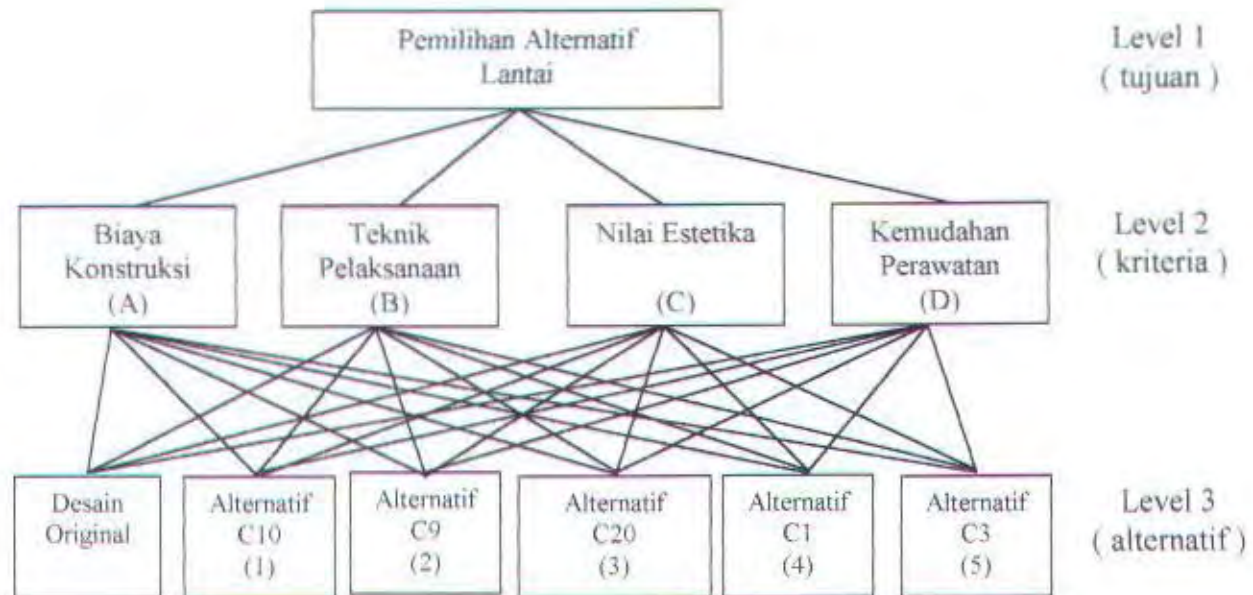 Pemilihan Alternatif
Lantai
Level 1
( tujuan )
Biaya
Konstruksi
(A)
Teknik
Pelaksanaan
(B)
Nilai Estetika
(C)
Kemudahan
Perawatan
(D)
Level 2
( kriteria )
Desain
Original
Alternatif
C10
(1)
Alternatif
C9
(2)
Alternatif
C20
(3)
Alternatif
C1
(4)
Alternatif
C3
(5)
Level 3
( alternatif )